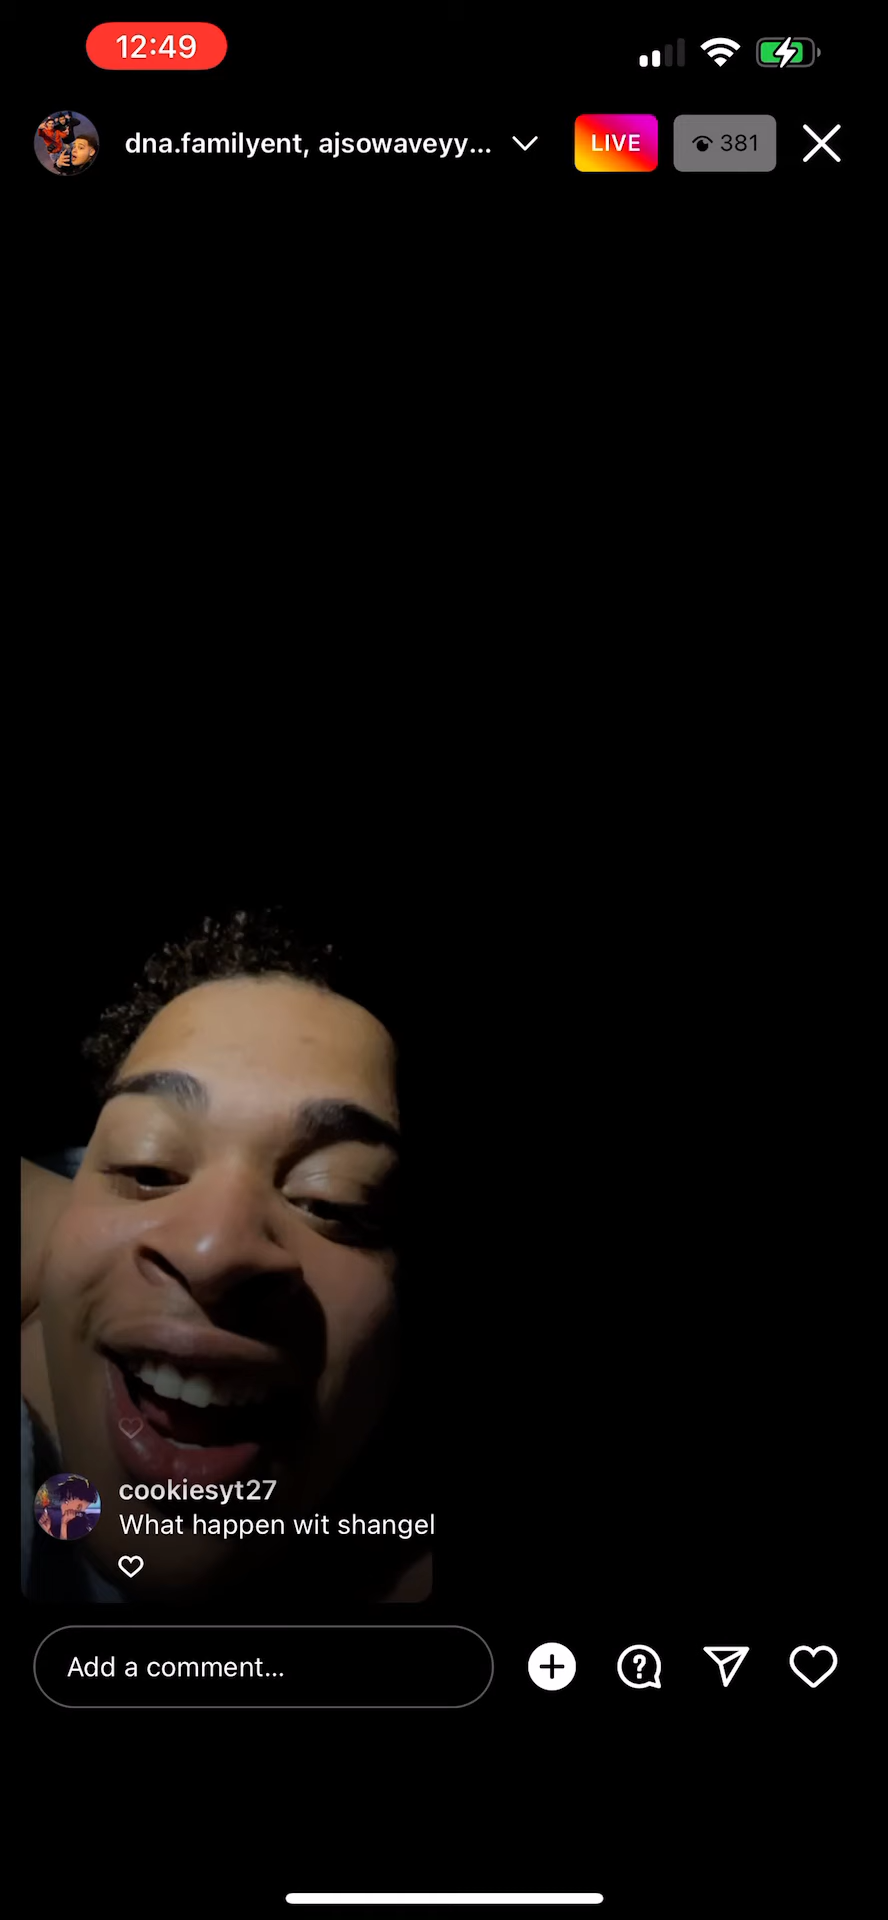 12:49
dna.familyent, ajsowaveyy...
LIVE
381
cookiesyt27
What happen wit shangel
Add a comment...